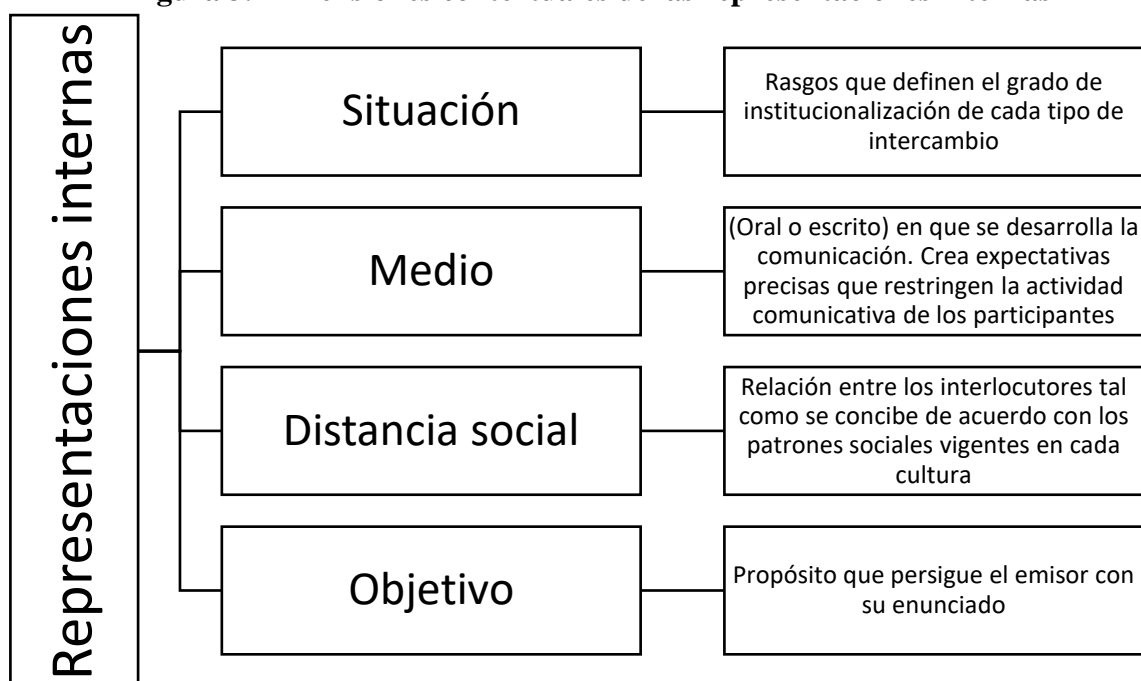 Representaciones internas
Situación
Rasgos que definen el grado de
institucionalización de cada tipo de
intercambio
Medio
(Oral o escrito) en que se desarrolla la
comunicación. Crea expectativas
precisas que restringen la actividad
comunicativa de los participantes
Distancia social
Relación entre los interlocutores tal
como se concibe de acuerdo con los
patrones sociales vigentes en cada
cultura
Objetivo
Propósito que persigue el emisor con
su enunciado